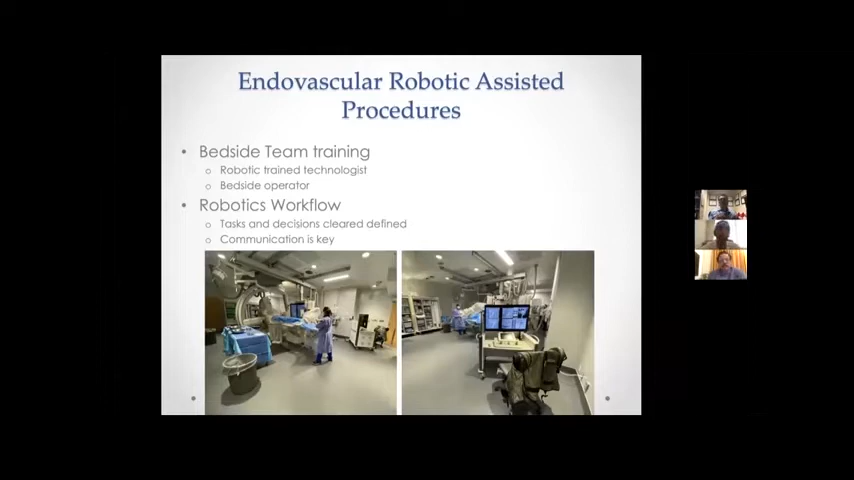 Endovascular Robotic Assisted
Procedures
• Bedside Team training
o Robotic trained technologist
o Bedside operator
• Robotics Workflow
o Tasks and decisions cleared defined
o Communication is key